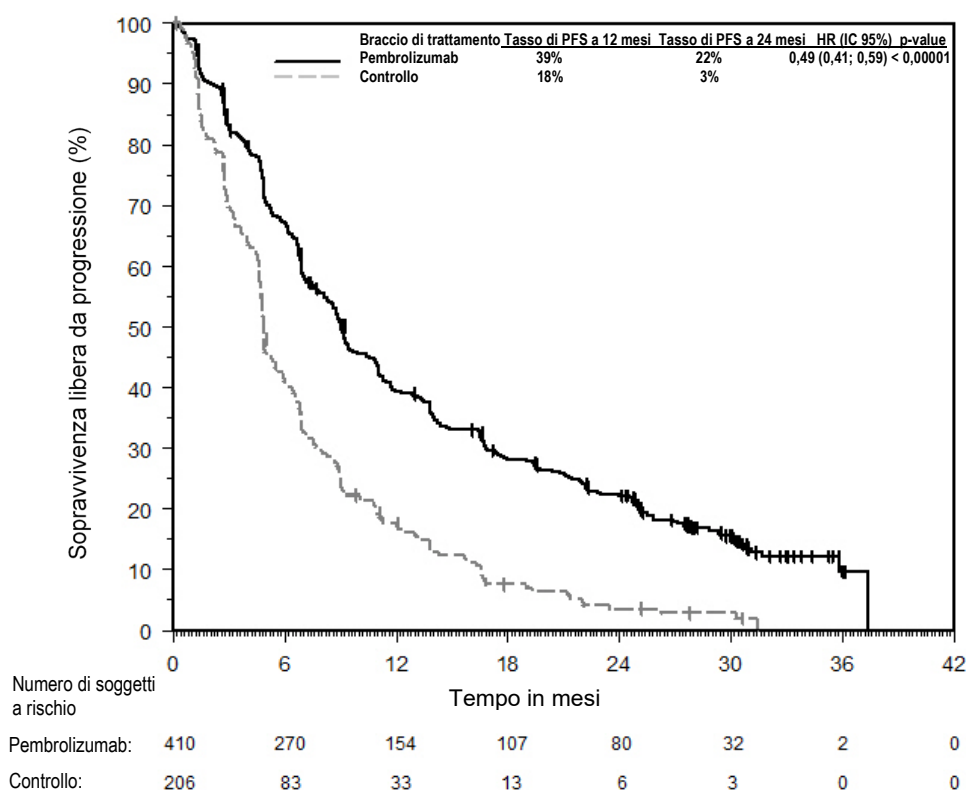 Braccio di trattamento Tasso di PFS a 12 mesi Tasso di PFS a 24 mesi HR (IC 95%) p-value
Pembrolizumab 39% 22% 0,49 (0,41; 0,59) < 0,00001
Controllo 18% 3%
Sopravvivenza libera da progressione (%)
100
90
80
70
60
50
40
30
20
10
0
0 6 12 18 24 30 36 42
Tempo in mesi
Numero di soggetti
a rischio
Pembrolizumab: 410 270 154 107 80 32 2 0
Controllo: 206 83 33 13 6 3 0 0